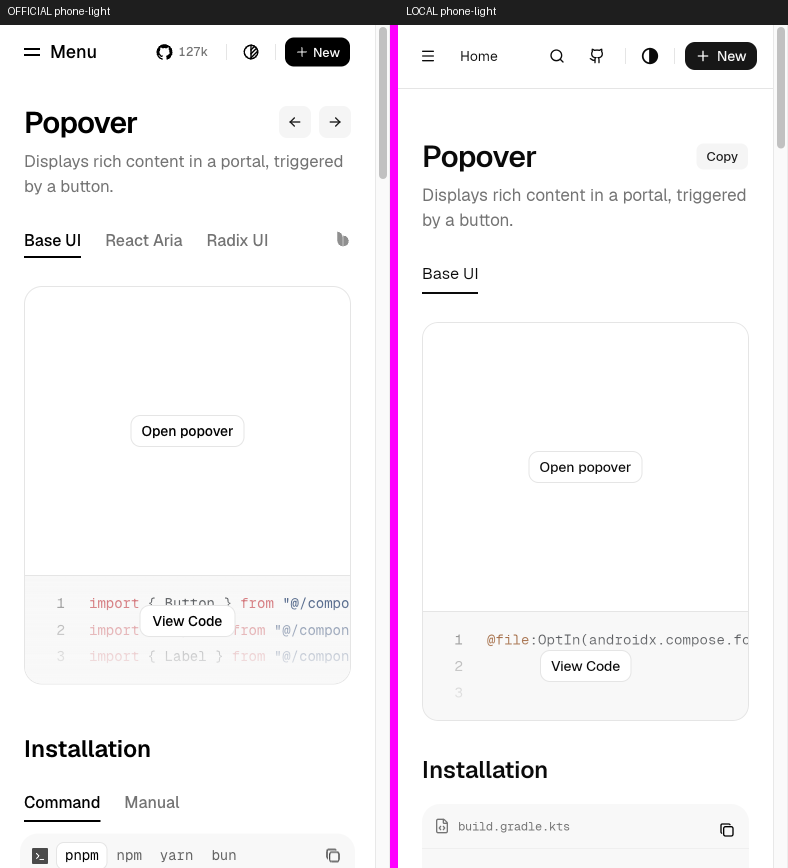 OFFICIAL phone-light
Menu
127k
New
Popover
Displays rich content in a portal, triggered
by a button.
Base UI
React Aria
Radix UI
Open popover
1 import { Button } from "@/compo
2 import from "@/compon
3 import { Label } from "@/compon
View Code
Installation
Command
Manual
pnpm
npm
yarn
bun
LOCAL phone-light
Home
New
Popover
Copy
Displays rich content in a portal, triggered
by a button.
Base UI
Open popover
1 @file:OptIn(androidx.compose.fo
2
3
View Code
Installation
build.gradle.kts